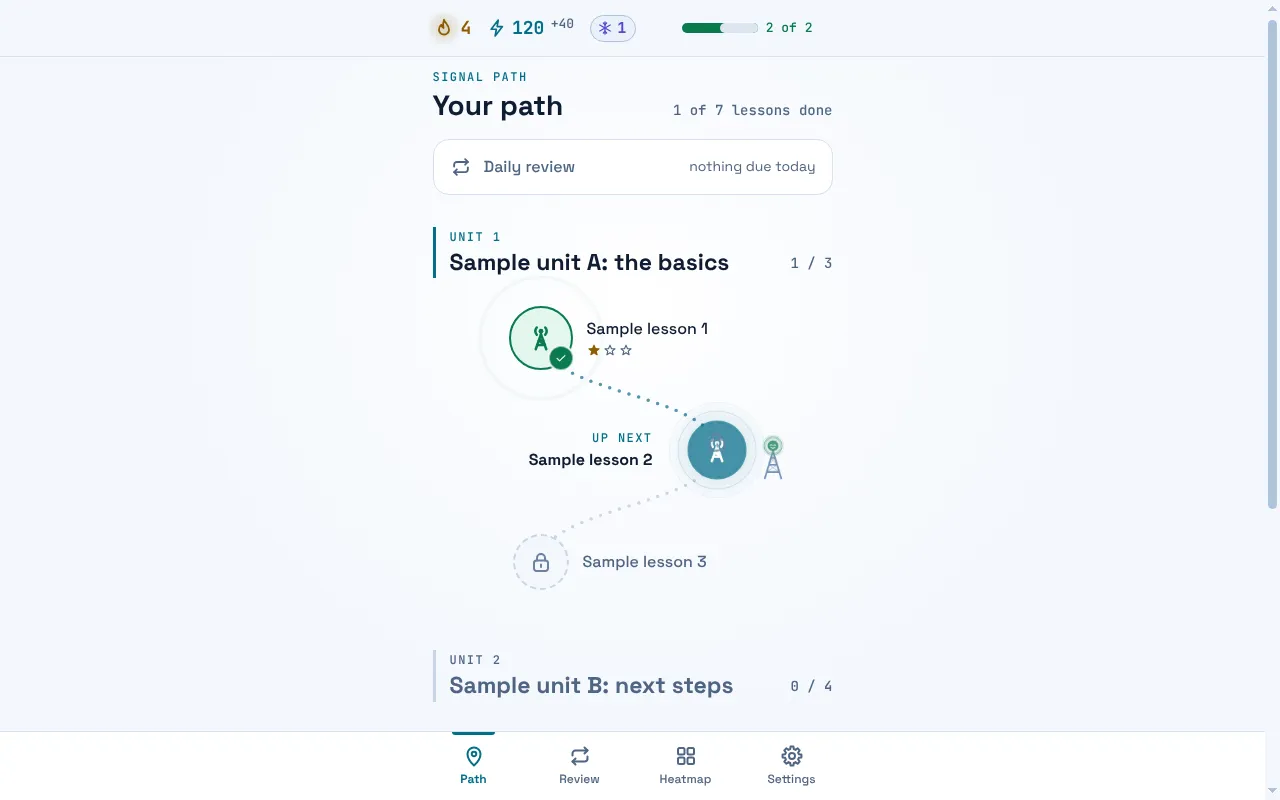 4 120 +40 1 2 of 2
SIGNAL PATH
Your path 1 of 7 lessons done
Daily review nothing due today
UNIT 1
Sample unit A: the basics 1 / 3
Sample lesson 1
UP NEXT
Sample lesson 2
Sample lesson 3
UNIT 2
Sample unit B: next steps 0 / 4
Path Review Heatmap Settings